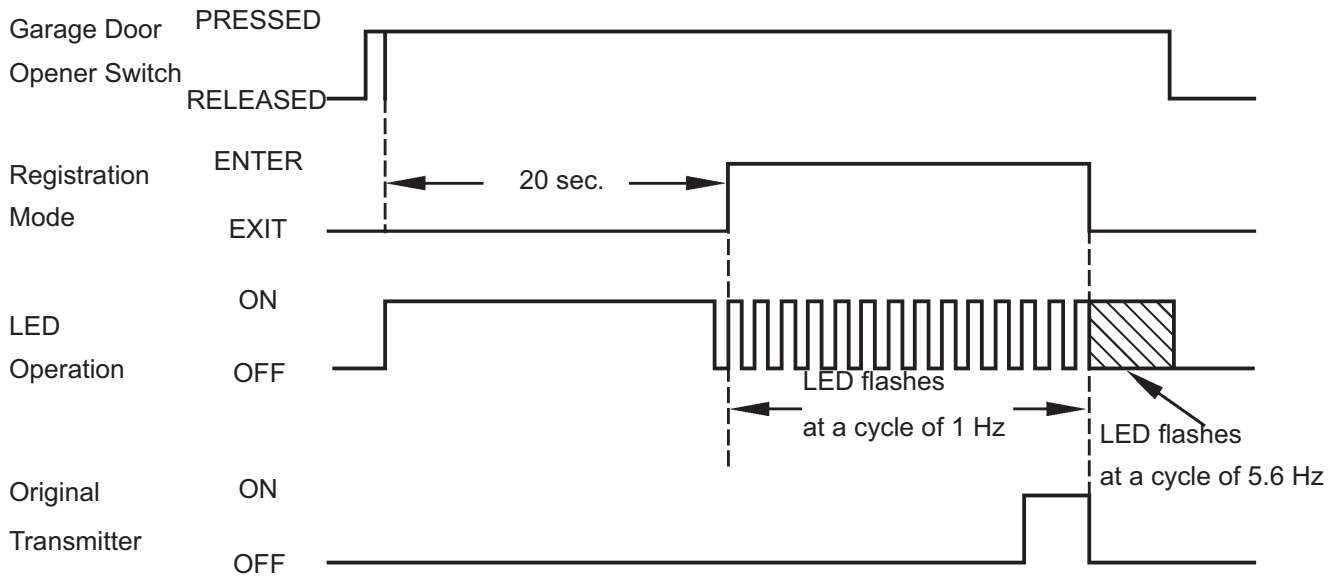 Garage Door
Opener Switch
PRESSED
RELEASED
Registration
Mode
ENTER
EXIT
20 sec.
LED
Operation
ON
OFF
LED flashes
at a cycle of 1 Hz
LED flashes
at a cycle of 5.6 Hz
Original
Transmitter
ON
OFF